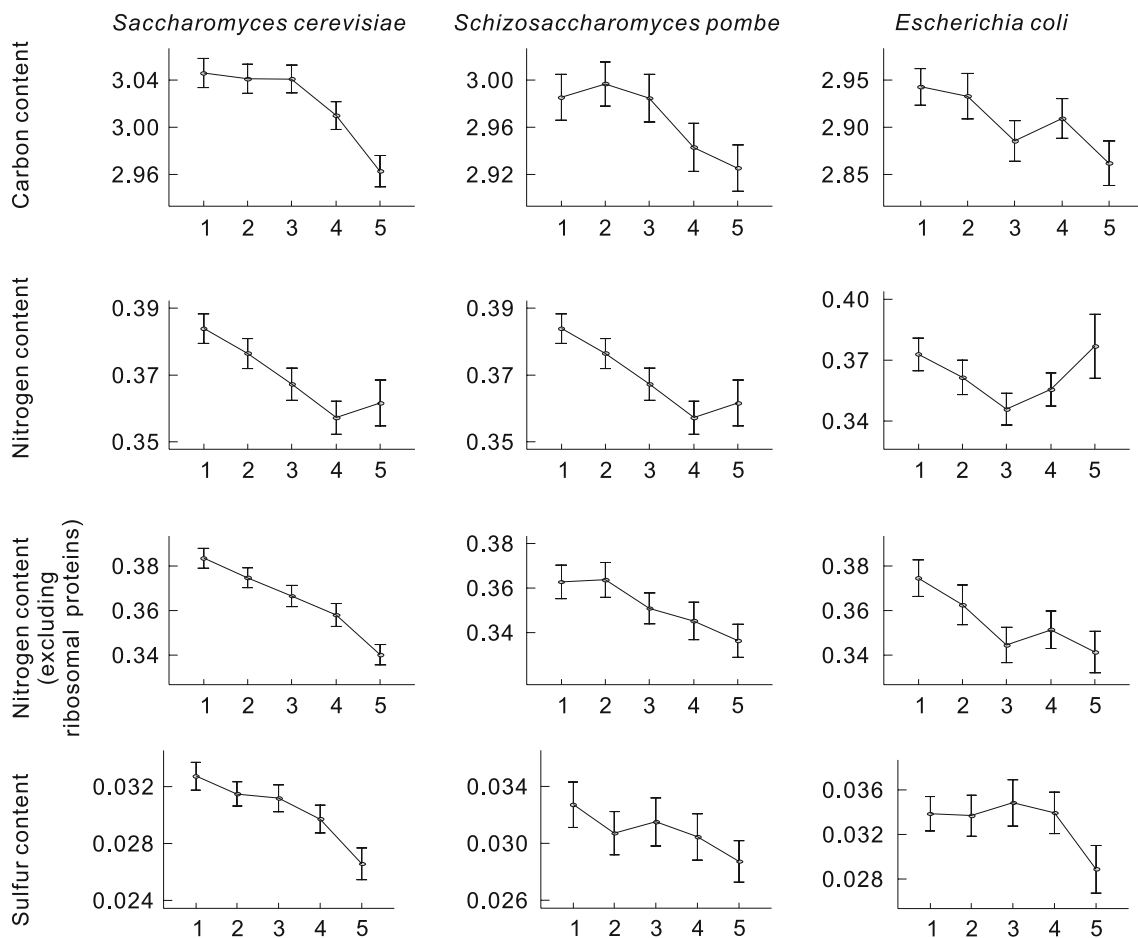 Saccharomyces cerevisiae Schizosaccharomyces pombe Escherichia coli
Carbon content
3.04
3.00
2.96
1 2 3 4 5
3.00
2.96
2.92
1 2 3 4 5
2.95
2.90
2.85
1 2 3 4 5
Nitrogen content
0.39
0.37
0.35
1 2 3 4 5
0.39
0.37
0.35
1 2 3 4 5
0.40
0.37
0.34
1 2 3 4 5
Nitrogen content
(excluding
ribosomal proteins)
0.38
0.36
0.34
1 2 3 4 5
0.38
0.36
0.34
1 2 3 4 5
0.38
0.36
0.34
1 2 3 4 5
Sulfur content
0.032
0.028
0.024
1 2 3 4 5
0.034
0.030
0.026
1 2 3 4 5
0.036
0.032
0.028
1 2 3 4 5